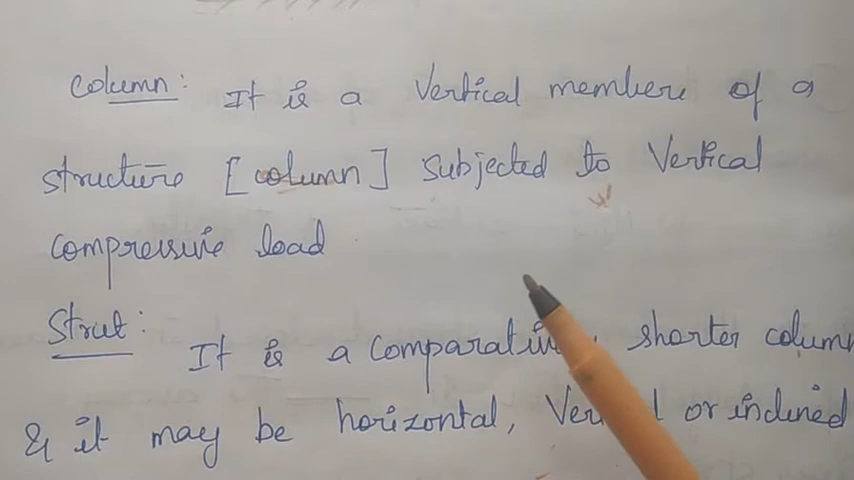 Column: It is a Vertical member of a
structure [column] subjected to Vertical
compressive load
Strut: It is a comparative shorter column
& it may be horizontal, or inclined